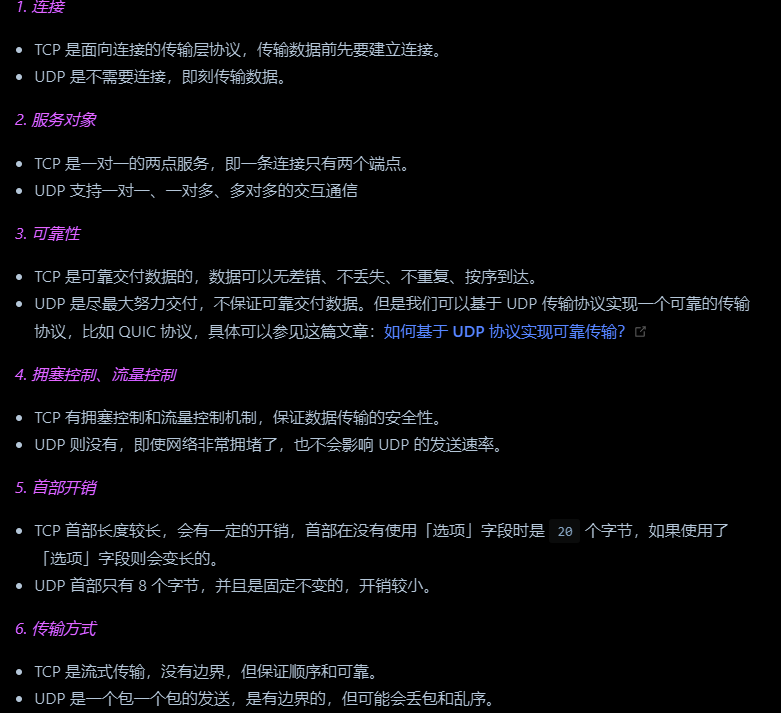 1. 连接
TCP 是面向连接的传输层协议，传输数据前先要建立连接。
UDP 是不需要连接，即刻传输数据。
2. 服务对象
TCP 是一对一的两点服务，即一条连接只有两个端点。
UDP 支持一对一、一对多、多对多的交互通信
3. 可靠性
TCP 是可靠交付数据的，数据可以无差错、不丢失、不重复、按序到达。
UDP 是尽最大努力交付，不保证可靠交付数据。但是我们可以基于 UDP 传输协议实现一个可靠的传输
协议，比如 QUIC 协议，具体可以参见这篇文章：如何基于 UDP 协议实现可靠传输？
4. 拥塞控制、流量控制
TCP 有拥塞控制和流量控制机制，保证数据传输的安全性。
UDP 则没有，即使网络非常拥堵了，也不会影响 UDP 的发送速率。
5. 首部开销
TCP 首部长度较长，会有一定的开销，首部在没有使用「选项」字段时是 20 个字节，如果使用了
「选项」字段则会变长的。
UDP 首部只有 8 个字节，并且是固定不变的，开销较小。
6. 传输方式
TCP 是流式传输，没有边界，但保证顺序和可靠。
UDP 是一个包一个包的发送，是有边界的，但可能会丢包和乱序。